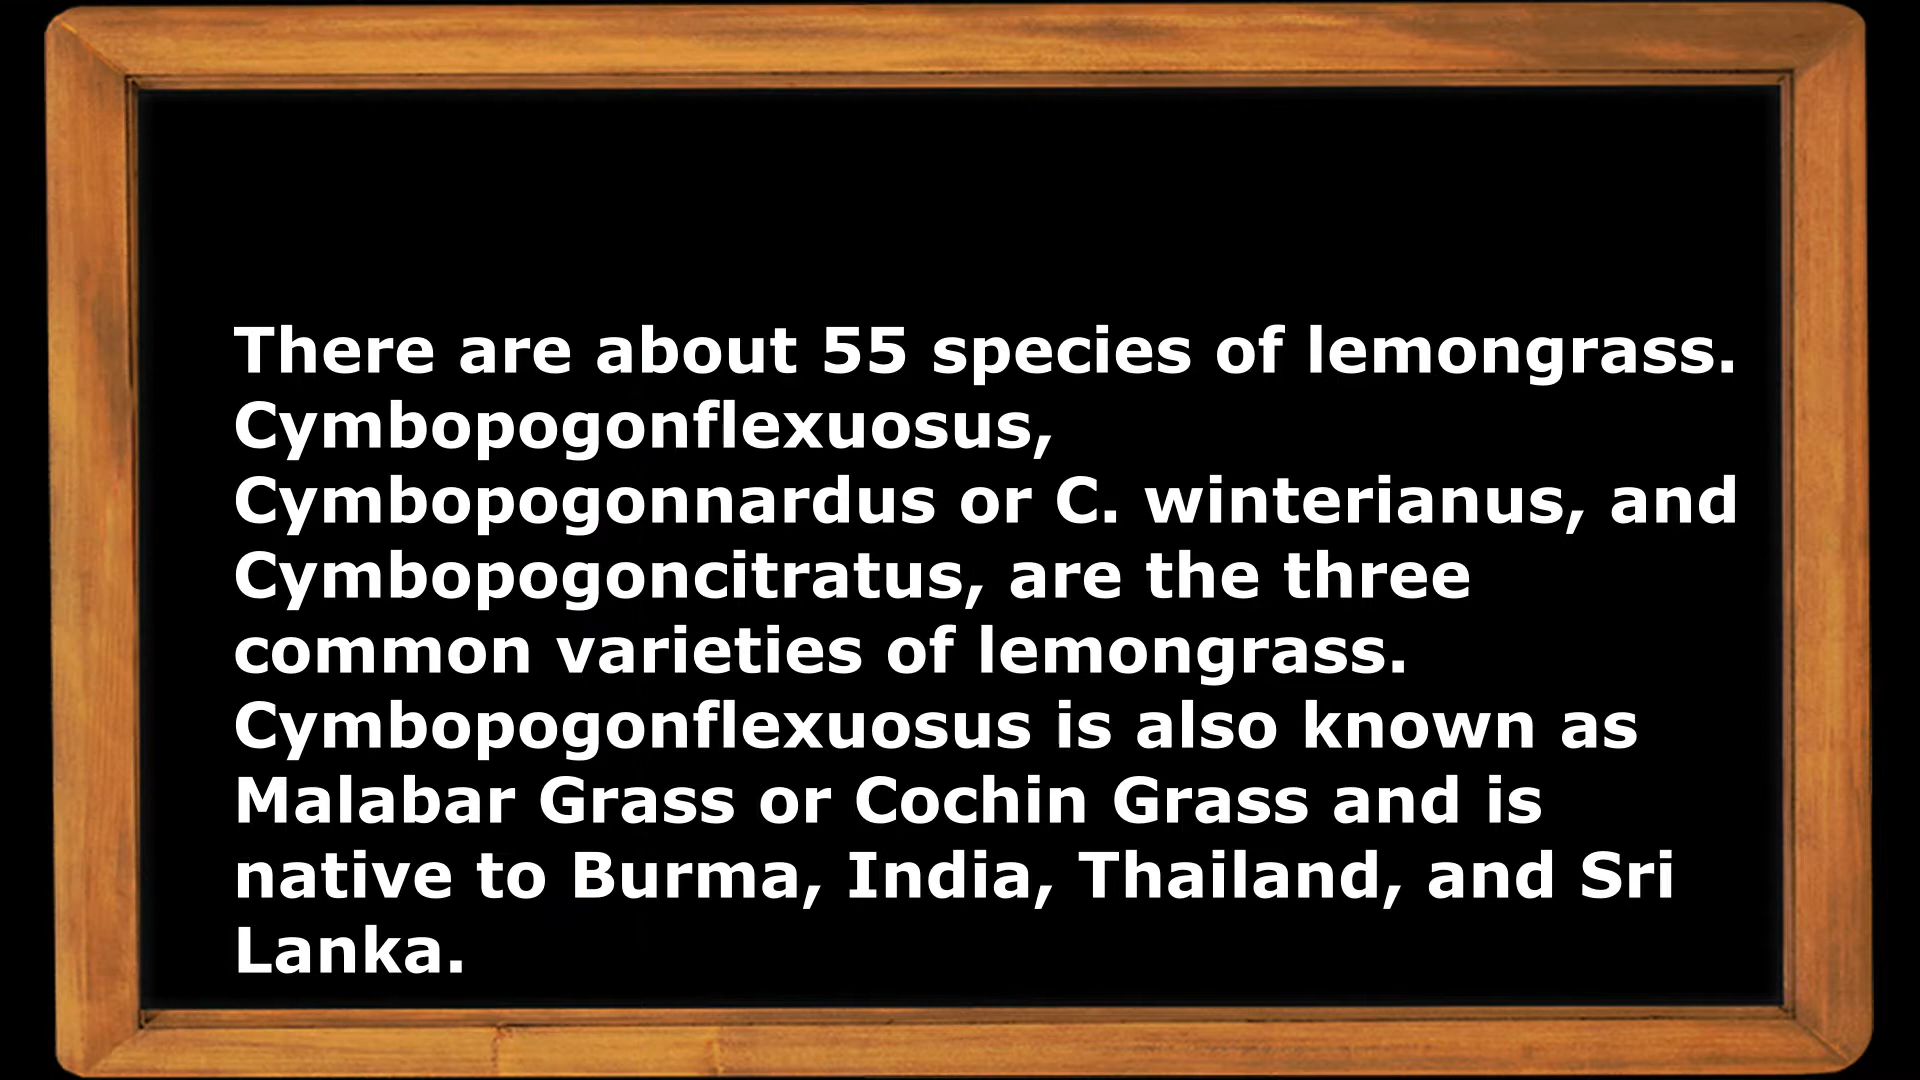 There are about 55 species of lemongrass.
Cymbopogonflexuosus,
Cymbopogonnardus or C. winterianus, and
Cymbopogoncitratus, are the three
common varieties of lemongrass.
Cymbopogonflexuosus is also known as
Malabar Grass or Cochin Grass and is
native to Burma, India, Thailand, and Sri
Lanka.